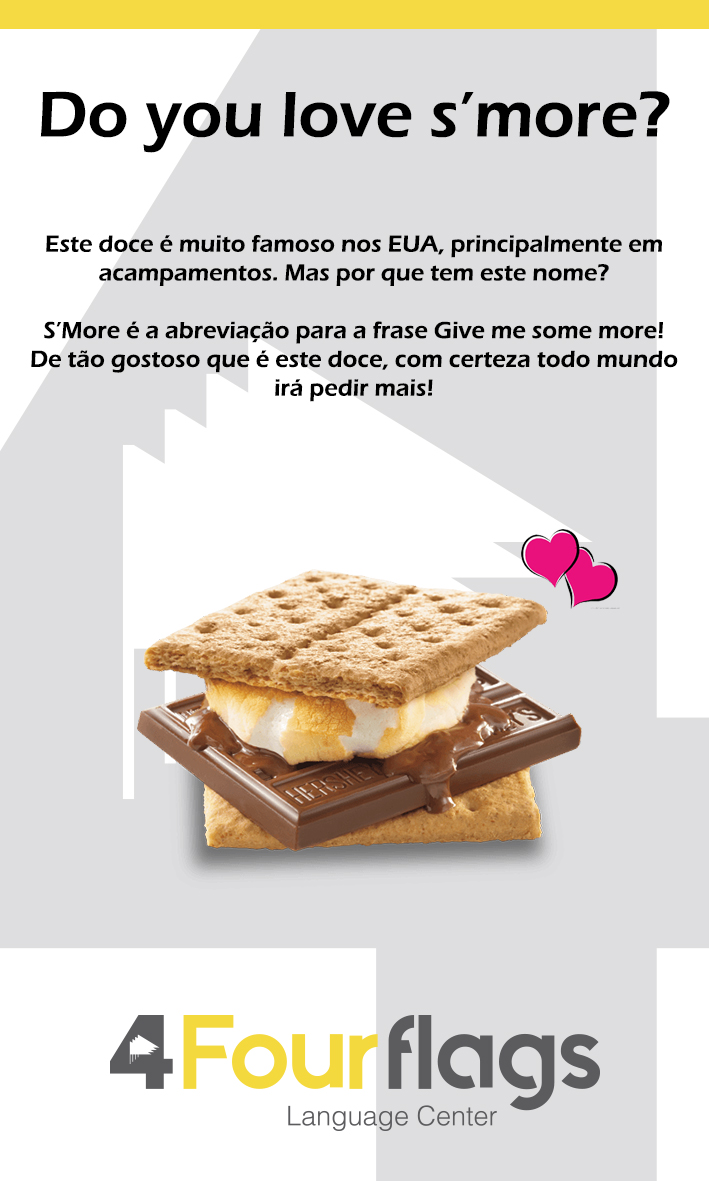 Do you love s’more?
Este doce é muito famoso nos EUA, principalmente em
acampamentos. Mas por que tem este nome?
S’More é a abreviação para a frase Give me some more!
De tão gostoso que é este doce, com certeza todo mundo
irá pedir mais!
HERSHEY'S
4Fourflags
Language Center